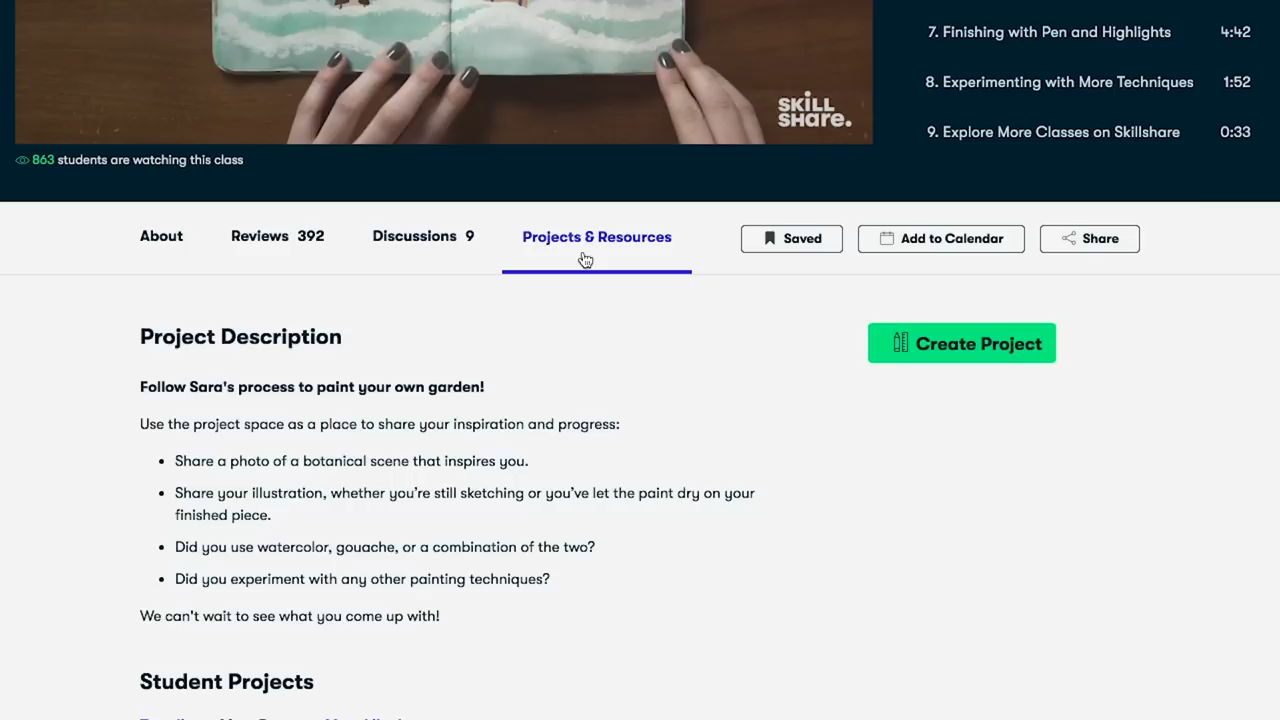 SKILL
SHARE.
7. Finishing with Pen and Highlights 4:42
8. Experimenting with More Techniques 1:52
9. Explore More Classes on Skillshare 0:33
863 students are watching this class
About Reviews 392 Discussions 9 Projects & Resources Saved Add to Calendar Share
Project Description
Create Project
Follow Sara's process to paint your own garden!
Use the project space as a place to share your inspiration and progress:
• Share a photo of a botanical scene that inspires you.
• Share your illustration, whether you're still sketching or you've let the paint dry on your
finished piece.
• Did you use watercolor, gouache, or a combination of the two?
• Did you experiment with any other painting techniques?
We can't wait to see what you come up with!
Student Projects